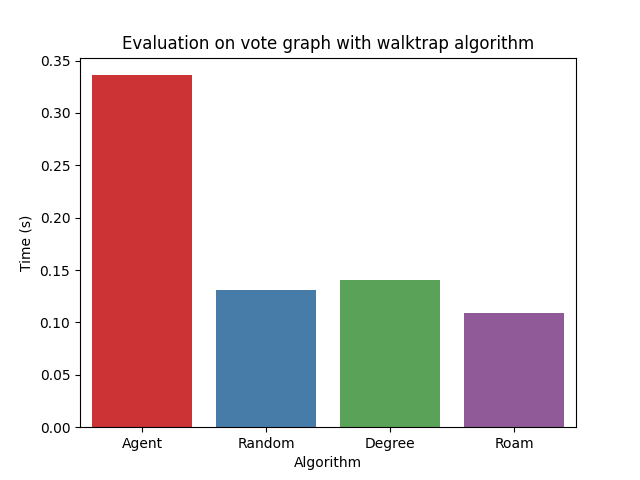 Evaluation on vote graph with walktrap algorithm
0.35
0.30
0.25
0.20
0.15
0.10
0.05
0.00
Time (s)
Agent Random Degree Roam
Algorithm